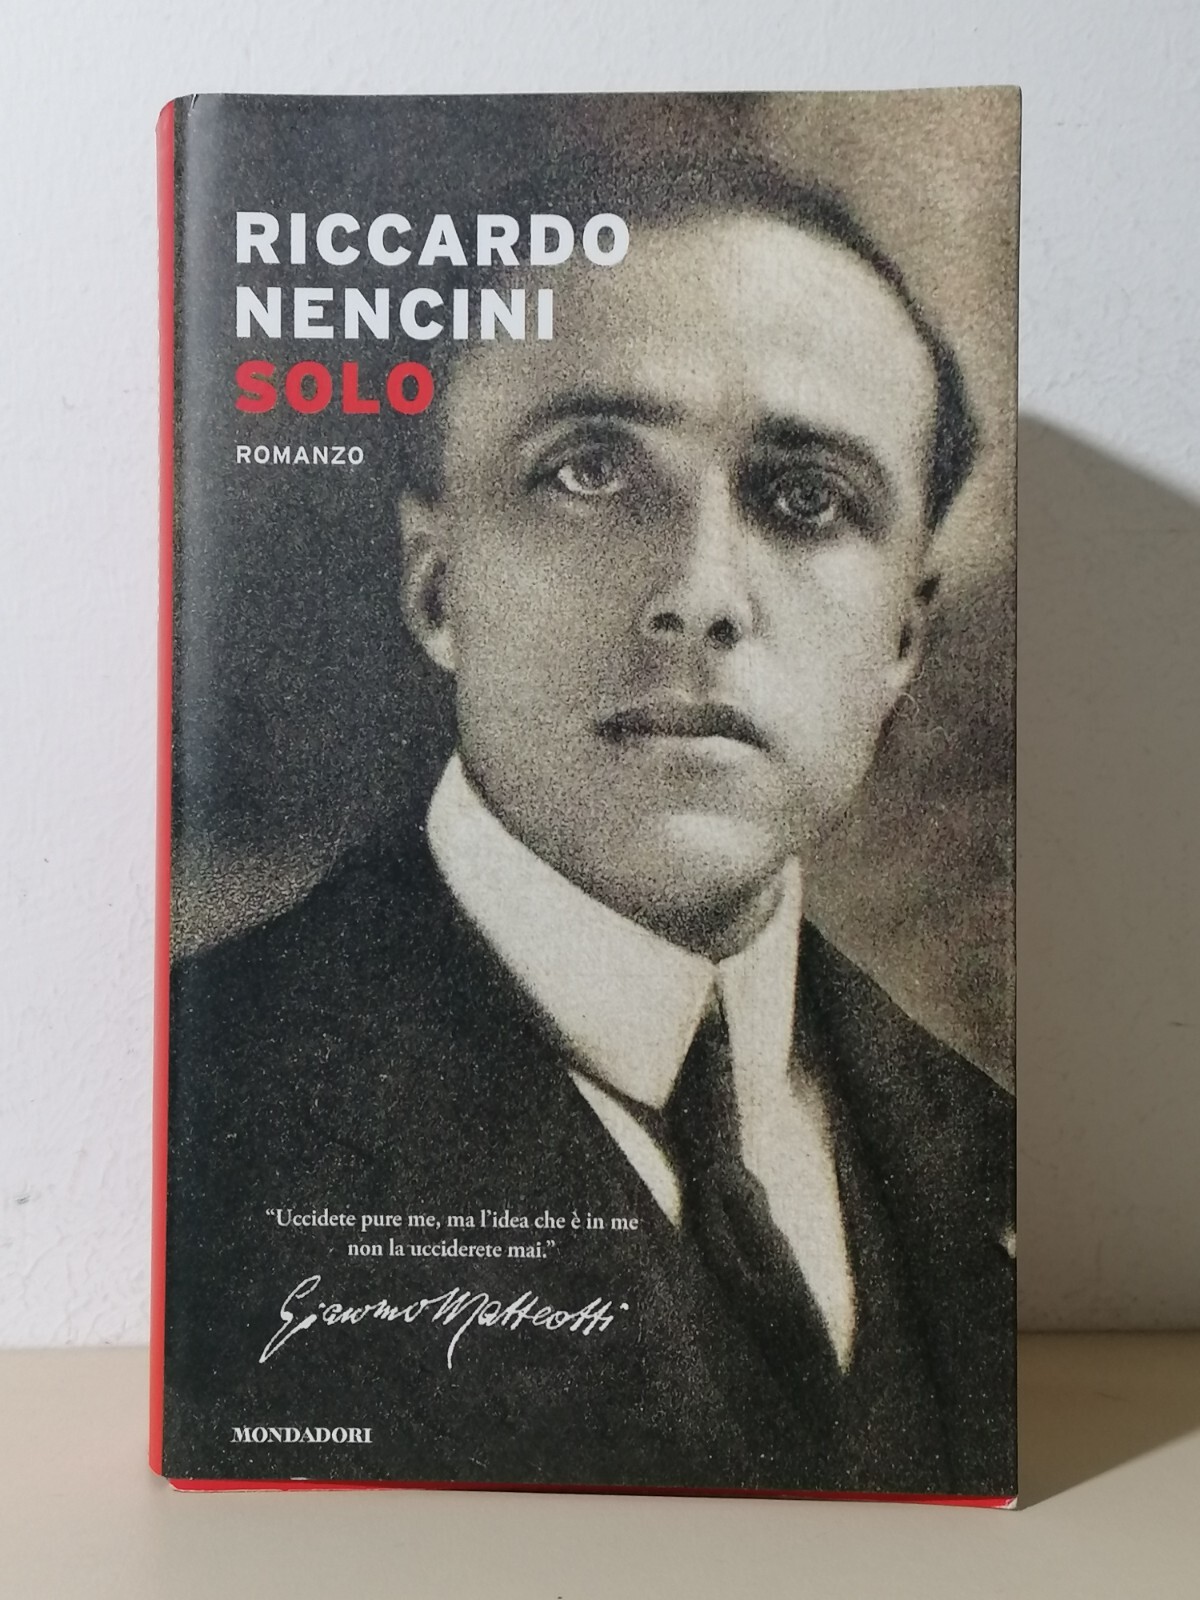 RICCARDO
NENCINI
SOLO
ROMANZO
“Uccidete pure me, ma l’idea che è in me
non la ucciderete mai.”
Giacomo Matteotti
MONDADORI